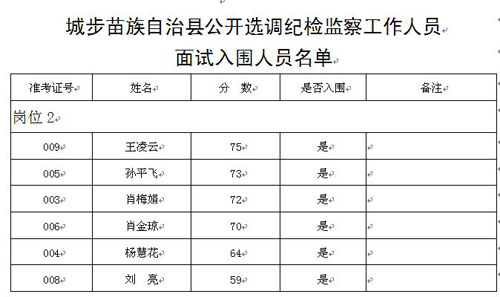 城步苗族自治县公开选调纪检监察工作人员
面试入围人员名单
准考证号 姓名 分 数 是否入围 备注
岗位2
009 王凌云 75 是
005 孙平飞 73 是
003 肖梅娟 72 是
006 肖金琼 70 是
004 杨慧花 64 是
008 刘 亮 59 是